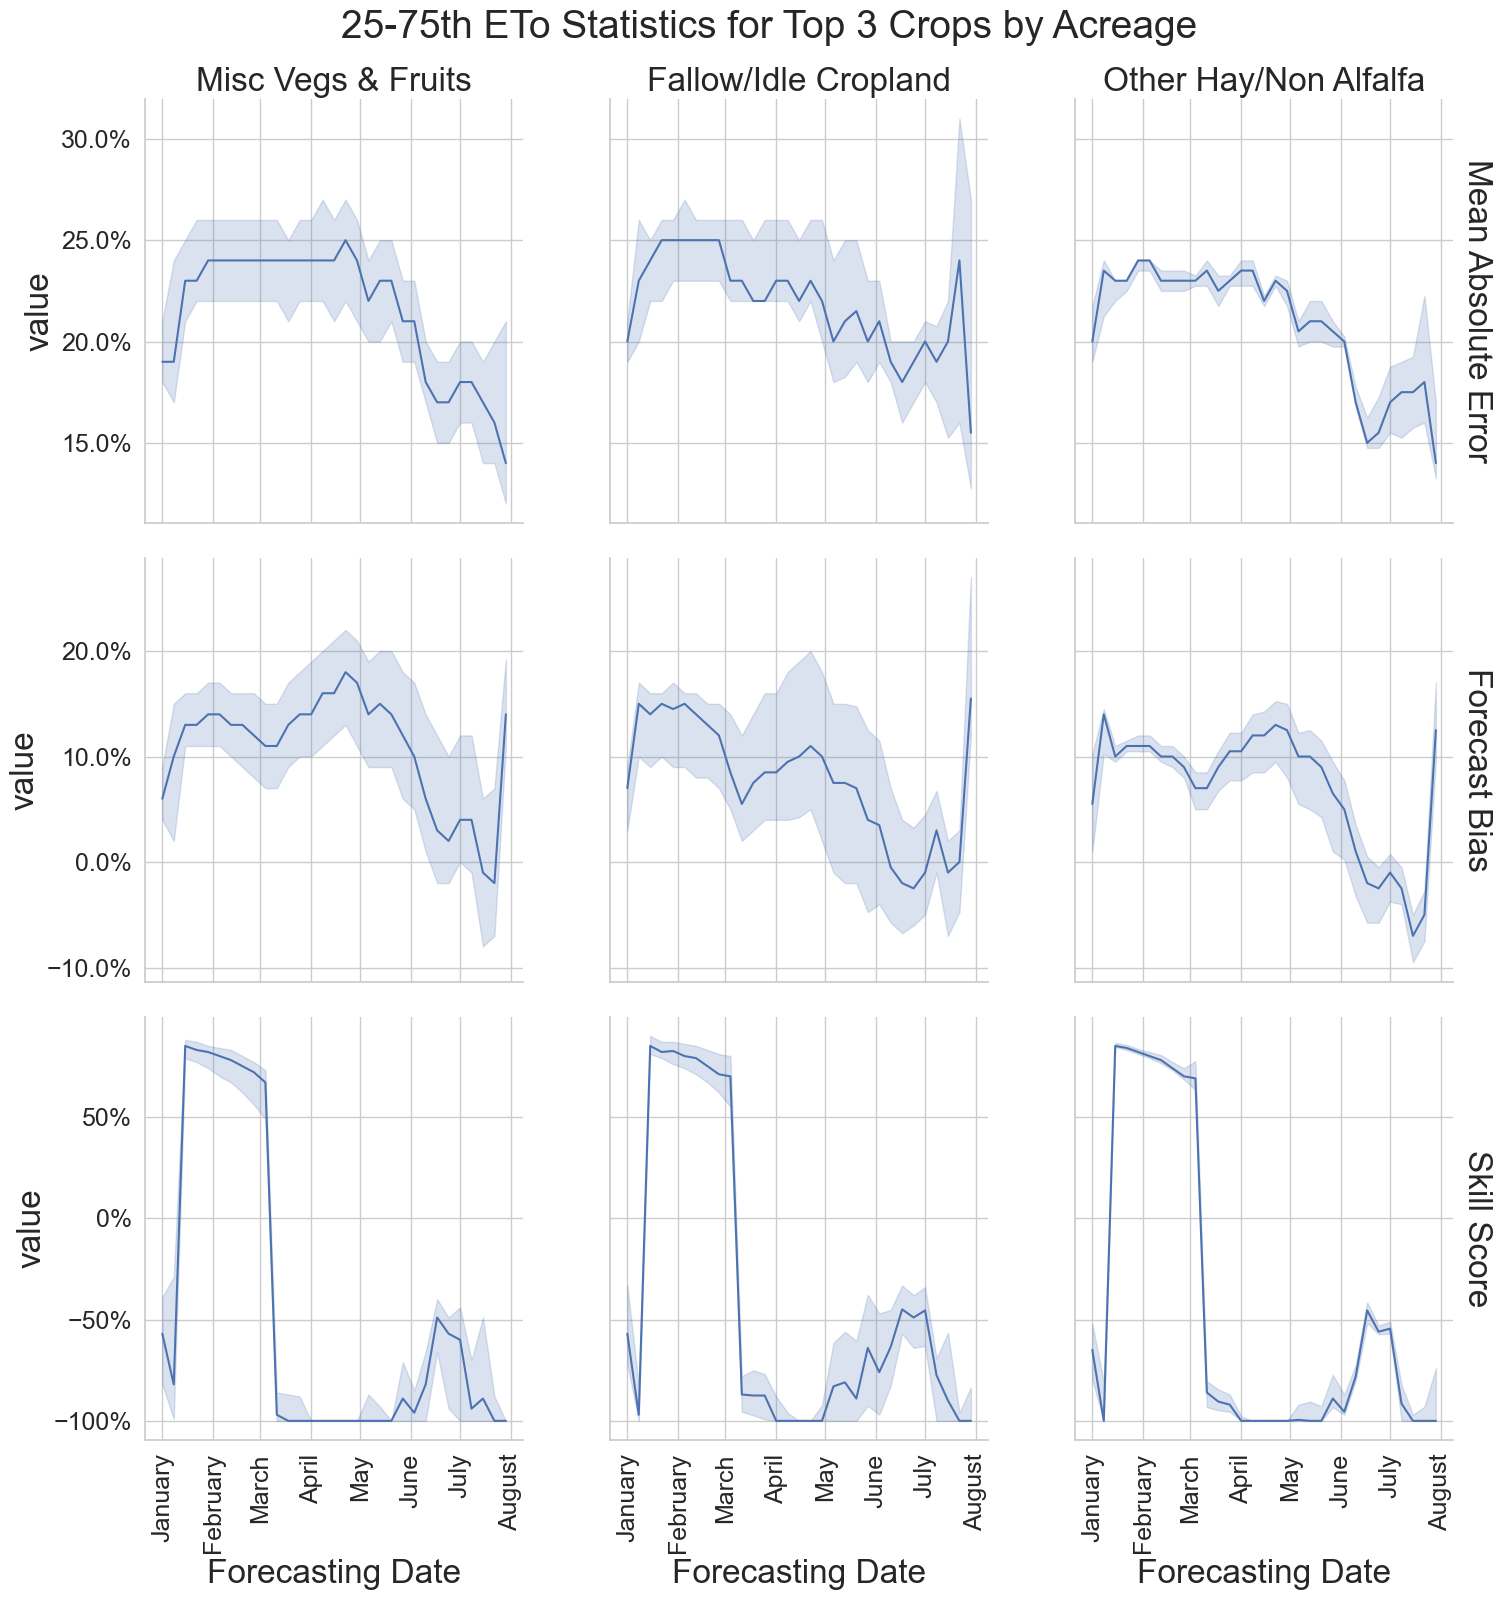 25-75th ETo Statistics for Top 3 Crops by Acreage
Misc Vegs & Fruits
Fallow/Idle Cropland
Other Hay/Non Alfalfa
30.0%
25.0%
20.0%
15.0%
value
Mean Absolute Error
20.0%
10.0%
0.0%
−10.0%
value
Forecast Bias
50%
0%
−50%
−100%
value
Skill Score
January
February
March
April
May
June
July
August
January
February
March
April
May
June
July
August
January
February
March
April
May
June
July
August
Forecasting Date
Forecasting Date
Forecasting Date